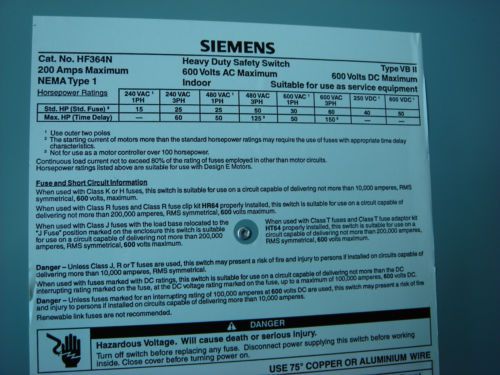 SIEMENS
Cat. No. HF364N
Heavy Duty Safety Switch
Type VB II
200 Amps Maximum
600 Volts AC Maximum
600 Volts DC Maximum
NEMA Type 1
Indoor
Suitable for use as service equipment
Horsepower Ratings 240 VAC ¹ 1PH 240 VAC 3PH 480 VAC ¹ 1PH 480 VAC 3PH 600 VAC ¹ 1PH 600 VAC 3PH 250 VDC ¹ 600 VDC ¹
Std. HP (Std. Fuse) ² 15 25 25 50 30 60 40 50
Max. HP (Time Delay) — 60 50 125 ³ 50 150 ³ — —
¹ Use outer two poles
² The starting current of motors more than the standard horsepower ratings may require the use of fuses with appropriate time delay
characteristics.
³ Not for use as a motor controller over 100 horsepower.
Continuous load current not to exceed 80% of the rating of fuses employed in other than motor circuits.
Horsepower ratings listed above are suitable for use on Design E Motors.
Fuse and Short Circuit Information
When used with Class K or H fuses, this switch is suitable for use on a circuit capable of delivering not more than 10,000 amperes, RMS
symmetrical, 600 volts, maximum.
When used with Class R fuses and Class R fuse clip kit HR64 properly installed, this switch is suitable for use on a circuit capable of
delivering not more than 200,000 amperes, RMS symmetrical, 600 volts maximum.
When used with Class J fuses with the load base relocated to the
"J Fuse" position marked on the enclosure this switch is suitable
for use on a circuit capable of delivering not more than 200,000
amperes, RMS symmetrical, 600 volts maximum.
When used with Class T fuses and Class T fuse adaptor kit
HT64 properly installed, this switch is suitable for use on a
circuit capable of delivering not more than 200,000
amperes, RMS symmetrical, 600 volts maximum.
Danger – Unless Class J, R or T fuses are used, this switch may present a risk of fire and injury to persons if installed on circuits capable of
delivering more than 10,000 amperes, RMS symmetrical.
When used with fuses marked with DC ratings, this switch is suitable for use on a circuit capable of delivering not more than the DC
interrupting rating marked on the fuse, at the DC voltage rating marked on the fuse, up to a maximum of 100,000 amperes, 600 volts DC.
Danger – Unless fuses marked for an interrupting rating of 100,000 amperes at 600 volts DC are used, this switch may present a risk of fire
and injury to persons if installed on circuits capable of delivering more than 10,000 amperes.
Renewable link fuses are not recommended.
DANGER
Hazardous Voltage. Will cause death or serious injury.
Turn off switch before replacing any fuse. Disconnect power supplying this switch before working
inside. Close cover before turning power on.
USE 75° COPPER OR ALUMINUM WIRE